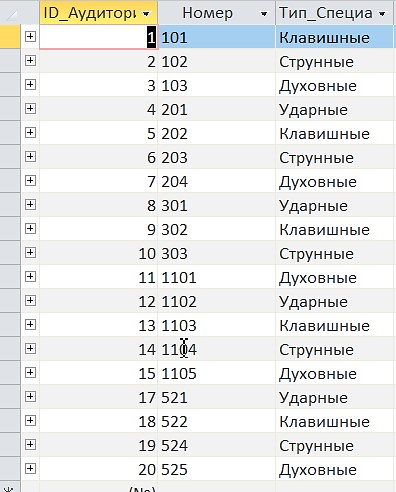 ID_Аудитори Номер Тип_Специа
1 101 Клавишные
2 102 Струнные
3 103 Духовные
4 201 Ударные
5 202 Клавишные
6 203 Струнные
7 204 Духовные
8 301 Ударные
9 302 Клавишные
10 303 Струнные
11 1101 Духовные
12 1102 Ударные
13 1103 Клавишные
14 1104 Струнные
15 1105 Духовные
17 521 Ударные
18 522 Клавишные
19 524 Струнные
20 525 Духовные
(№)